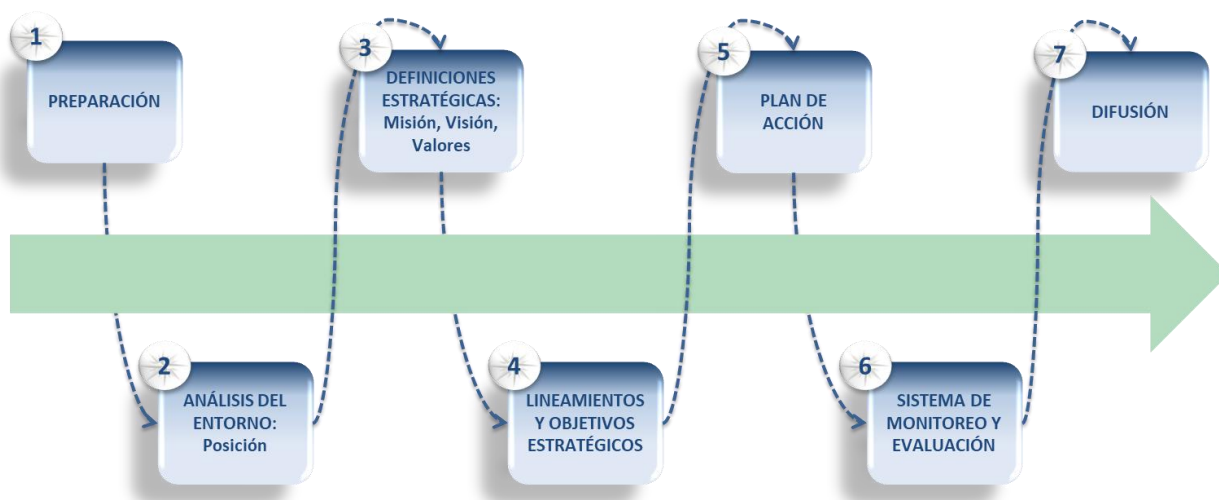 1
PREPARACIÓN
2
ANÁLISIS DEL
ENTORNO:
Posición
3
DEFINICIONES
ESTRATÉGICAS:
Misión, Visión,
Valores
4
LINEAMIENTOS
Y OBJETIVOS
ESTRATÉGICOS
5
PLAN DE
ACCIÓN
6
SISTEMA DE
MONITOREO Y
EVALUACIÓN
7
DIFUSIÓN